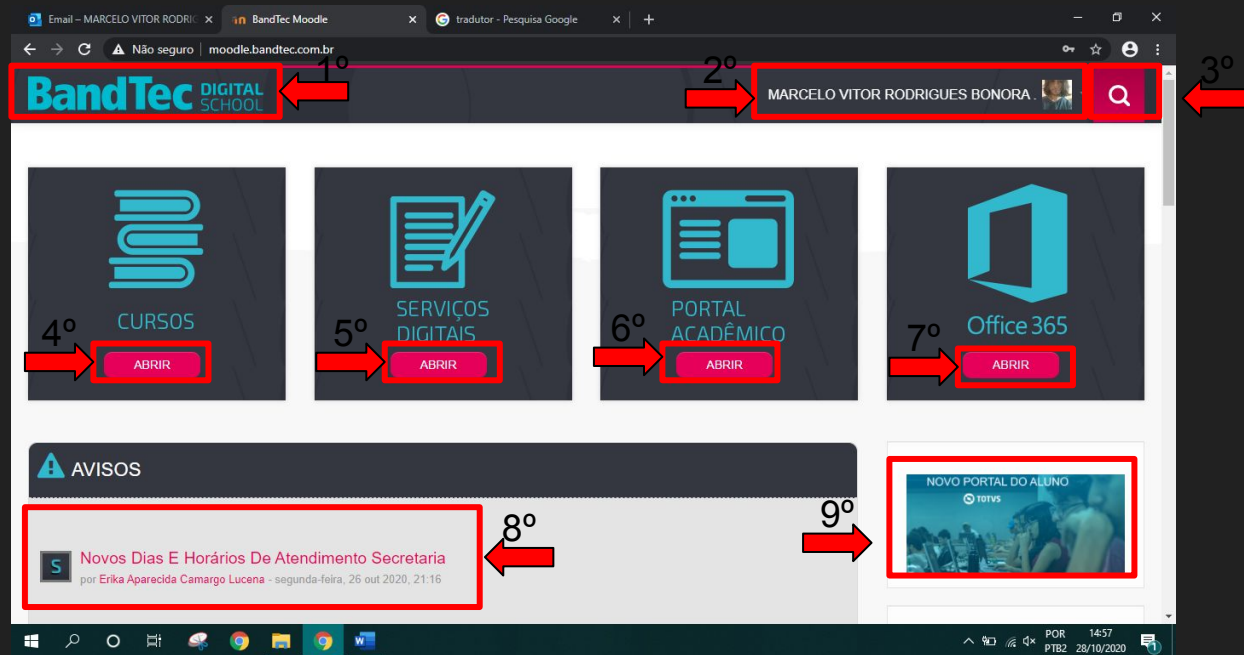 Email – MARCELO VITOR RODRIG
BandTec Moodle
tradutor - Pesquisa Google
Não seguro | moodle.bandtec.com.br
1º
2º
3º
BandTec DIGITAL
SCHOOL
MARCELO VITOR RODRIGUES BONORA .
CURSOS
4º
ABRIR
SERVIÇOS
DIGITAIS
5º
ABRIR
PORTAL
ACADÊMICO
6º
ABRIR
Office 365
7º
ABRIR
AVISOS
8º
S
Novos Dias E Horários De Atendimento Secretaria
por Erika Aparecida Camargo Lucena - segunda-feira, 26 out 2020, 21:16
9º
NOVO PORTAL DO ALUNO
TOTVS
POR
PTB2
14:57
28/10/2020